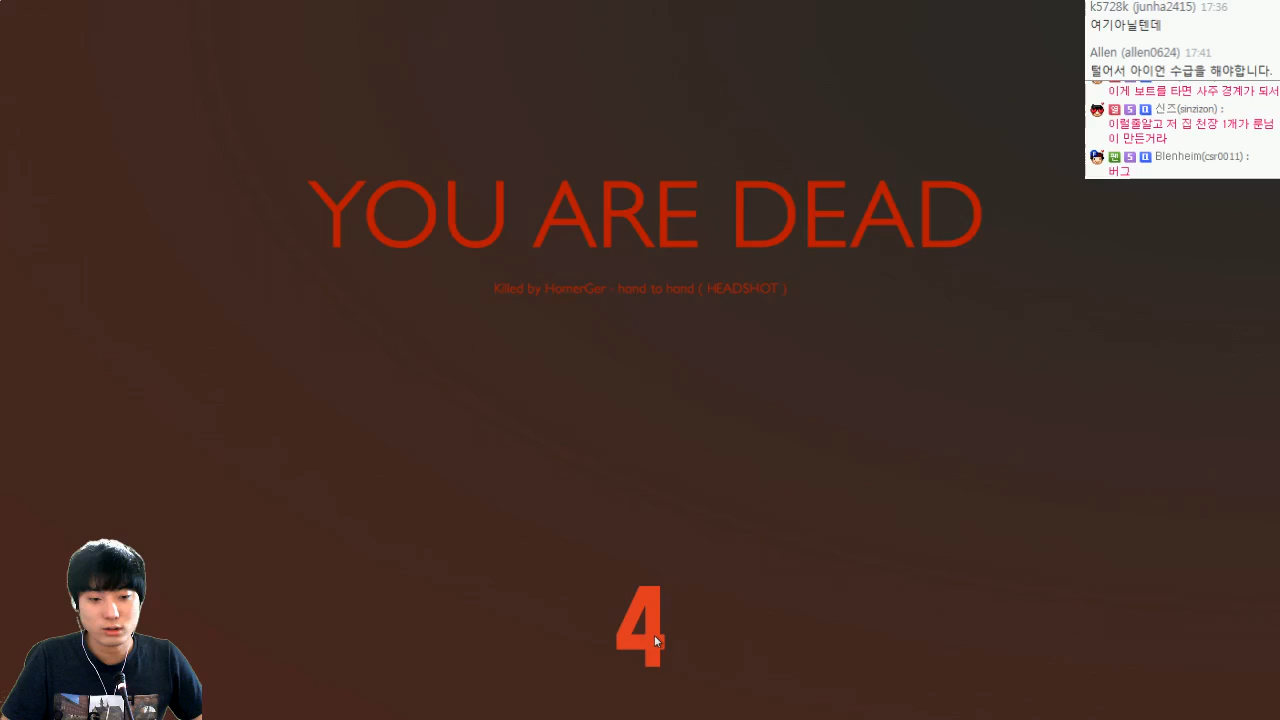 k5728k (junha2415) 17:36
여기아닐텐데
Allen (allen0624) 17:41
털어서 아이언 수급을 해야합니다.
이게 보트를 타면 사주 경계가 되서
열 S 매 신즈(sinzizon) :
이럴줄알고 저 집 천장 1개가 룬님
이 만든거라
팬 S 매 Blenheim(csr0011) :
버그
YOU ARE DEAD
Killed by HomerGer - hand to hand ( HEADSHOT )
4